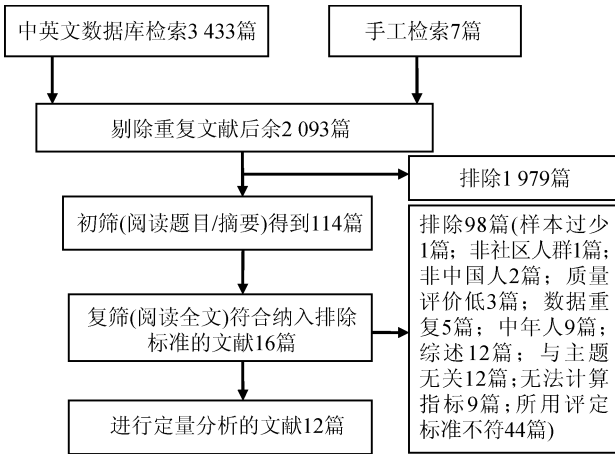 中英文数据库检索3 433篇
手工检索7篇
剔除重复文献后余2 093篇
排除1 979篇
初筛(阅读题目/摘要)得到114篇
排除98篇(样本过少
1篇；非社区人群1篇；
非中国人2篇；质量
评价低3篇；数据重
复5篇；中年人9篇；
综述12篇；与主题
无关12篇；无法计算
指标9篇；所用评定
标准不符44篇)
复筛(阅读全文)符合纳入排除
标准的文献16篇
进行定量分析的文献12篇